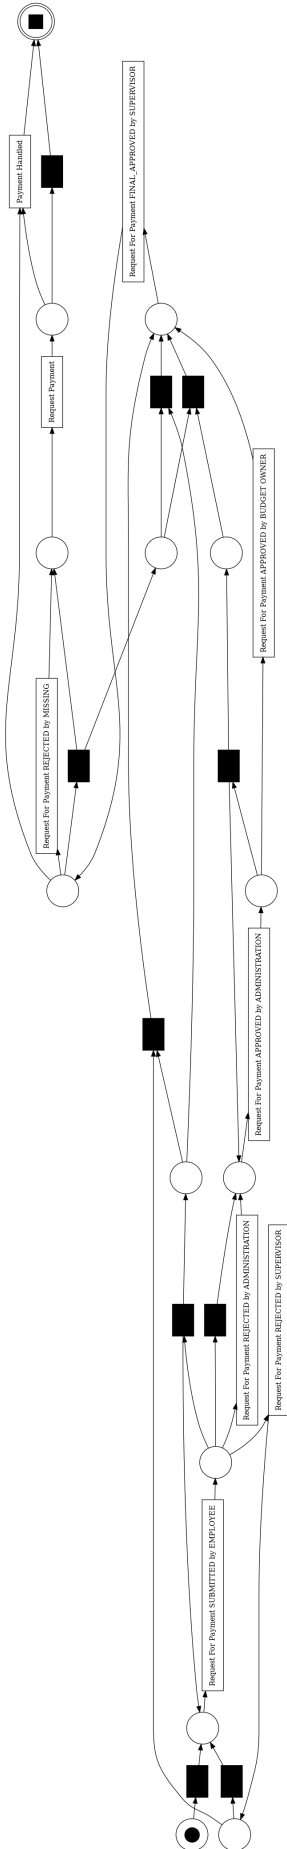 Payment Handled
Request For Payment FINAL_APPROVED by SUPERVISOR
Request Payment
Request For Payment APPROVED by BUDGET OWNER
Request For Payment REJECTED by MISSING
Request For Payment APPROVED by ADMINISTRATION
Request For Payment REJECTED by ADMINISTRATION
Request For Payment REJECTED by SUPERVISOR
Request For Payment SUBMITTED by EMPLOYEE